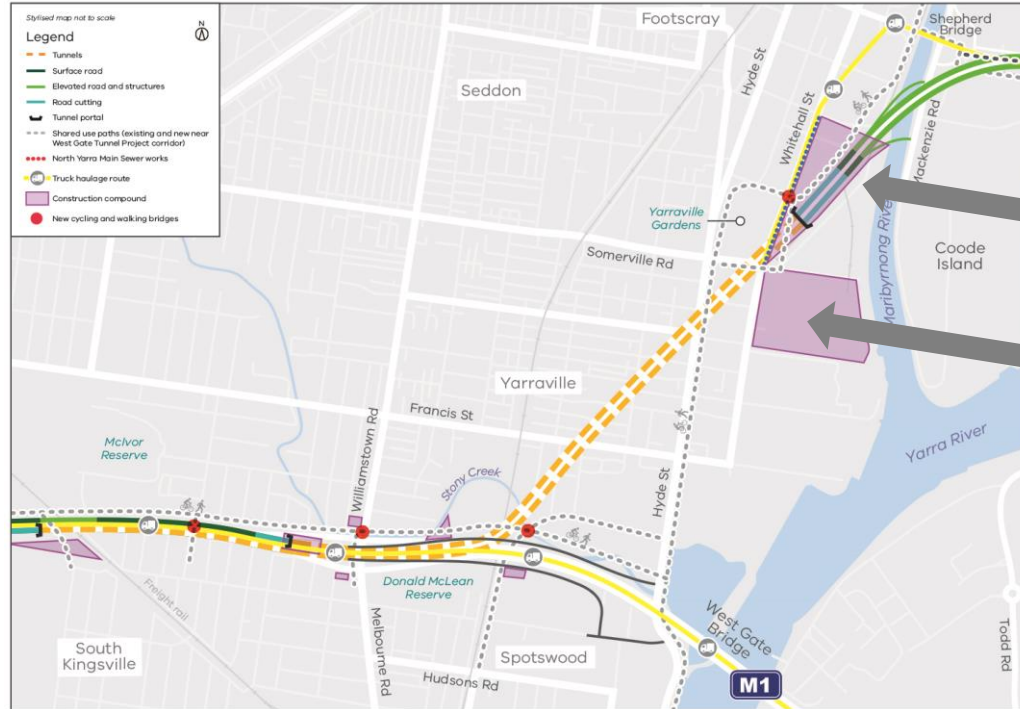 Stylised map not to scale
Legend
N
Tunnels
Surface road
Elevated road and structures
Road cutting
Tunnel portal
Shared use paths (existing and new near
West Gate Tunnel Project corridor)
North Yarra Main Sewer works
Truck haulage route
Construction compound
New cycling and walking bridges
Footscray
Shepherd
Bridge
Seddon
Hyde St
Whitehall St
Mackenzie Rd
Yarraville
Gardens
Somerville Rd
Maribyrnong River
Coode
Island
Yarraville
Francis St
Yarra River
McIvor
Reserve
Williamstown Rd
Stony Creek
Hyde St
Freight rail
Donald McLean
Reserve
West Gate
Bridge
South
Kingsville
Melbourne Rd
Spotswood
Hudsons Rd
M1
Todd Rd